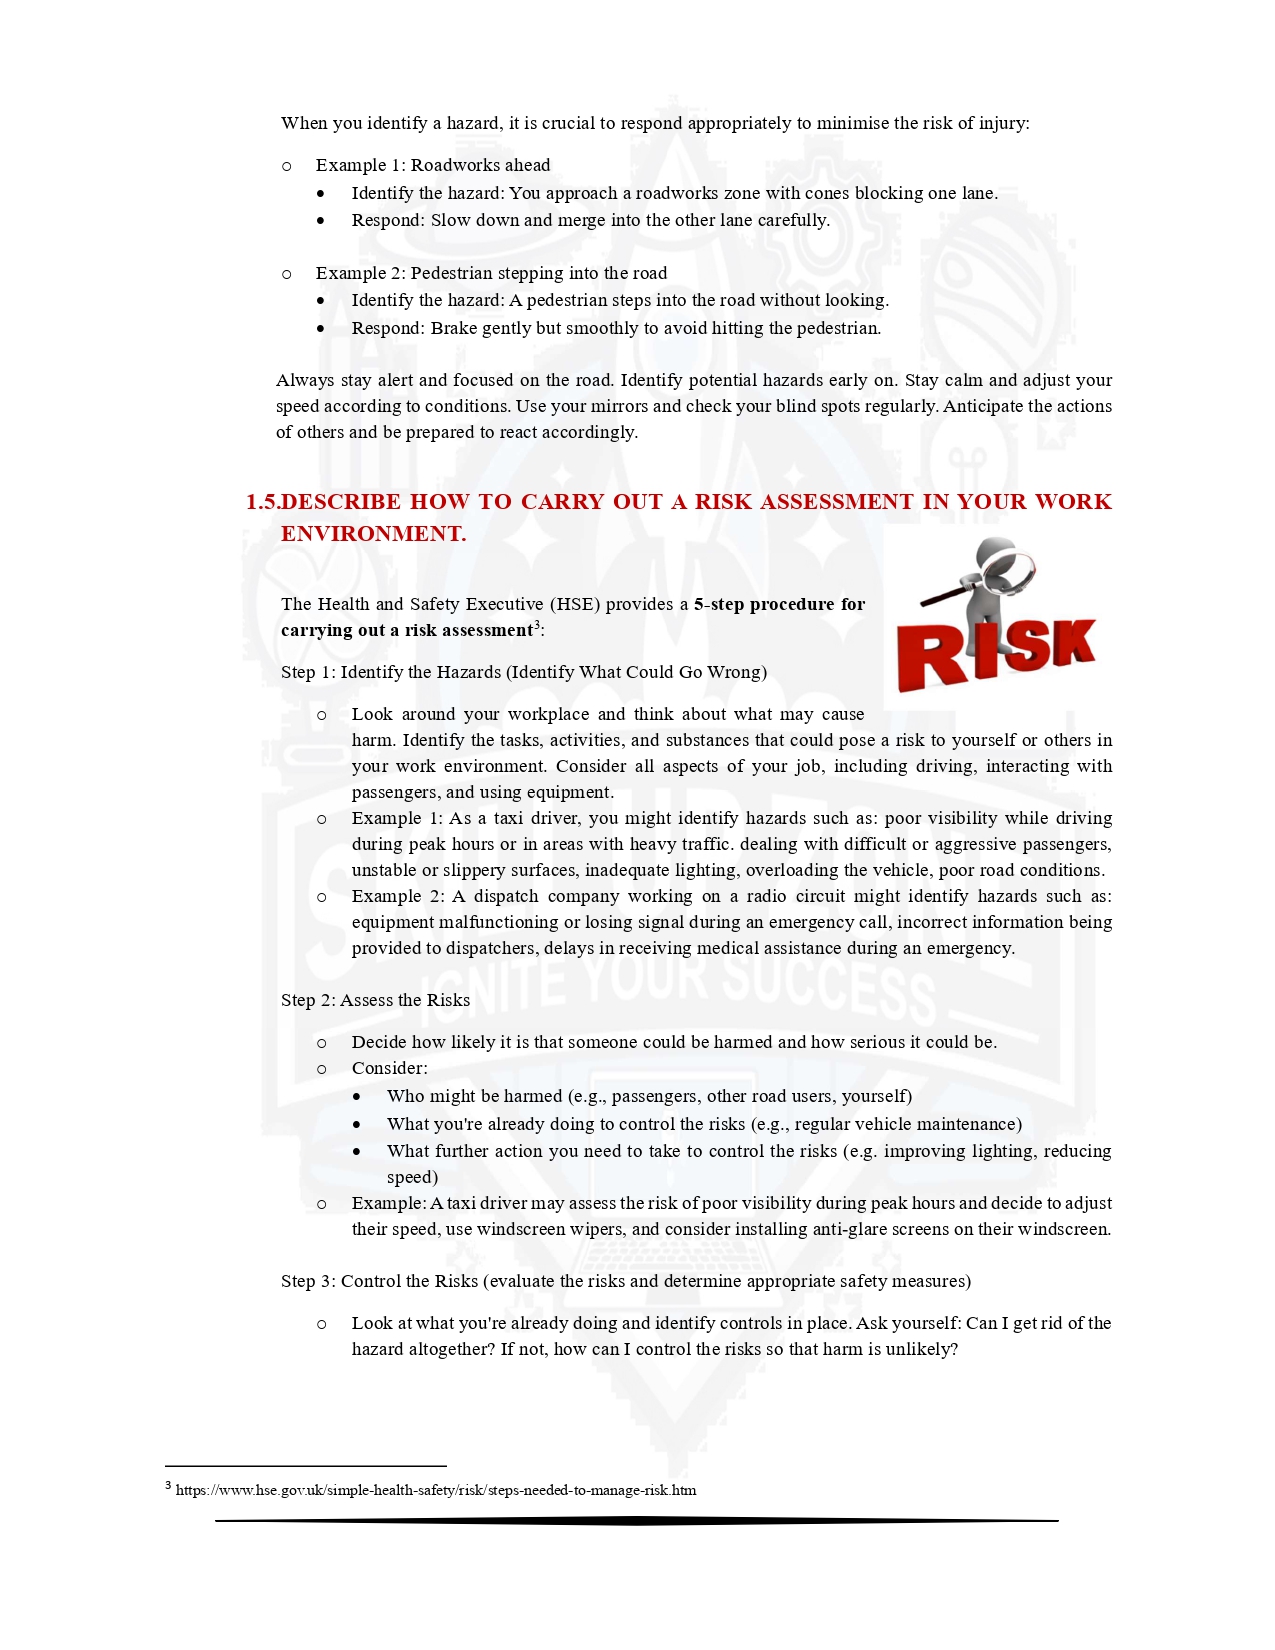 When you identify a hazard, it is crucial to respond appropriately to minimise the risk of injury:
o Example 1: Roadworks ahead
• Identify the hazard: You approach a roadworks zone with cones blocking one lane.
• Respond: Slow down and merge into the other lane carefully.
o Example 2: Pedestrian stepping into the road
• Identify the hazard: A pedestrian steps into the road without looking.
• Respond: Brake gently but smoothly to avoid hitting the pedestrian.
Always stay alert and focused on the road. Identify potential hazards early on. Stay calm and adjust your
speed according to conditions. Use your mirrors and check your blind spots regularly. Anticipate the actions
of others and be prepared to react accordingly.
1.5.DESCRIBE HOW TO CARRY OUT A RISK ASSESSMENT IN YOUR WORK
ENVIRONMENT.
RISK
The Health and Safety Executive (HSE) provides a 5-step procedure for
carrying out a risk assessment3:
Step 1: Identify the Hazards (Identify What Could Go Wrong)
o Look around your workplace and think about what may cause
harm. Identify the tasks, activities, and substances that could pose a risk to yourself or others in
your work environment. Consider all aspects of your job, including driving, interacting with
passengers, and using equipment.
o Example 1: As a taxi driver, you might identify hazards such as: poor visibility while driving
during peak hours or in areas with heavy traffic. dealing with difficult or aggressive passengers,
unstable or slippery surfaces, inadequate lighting, overloading the vehicle, poor road conditions.
o Example 2: A dispatch company working on a radio circuit might identify hazards such as:
equipment malfunctioning or losing signal during an emergency call, incorrect information being
provided to dispatchers, delays in receiving medical assistance during an emergency.
IGNITE YOUR SUCCESS
Step 2: Assess the Risks
o Decide how likely it is that someone could be harmed and how serious it could be.
o Consider:
• Who might be harmed (e.g., passengers, other road users, yourself)
• What you're already doing to control the risks (e.g., regular vehicle maintenance)
• What further action you need to take to control the risks (e.g. improving lighting, reducing
speed)
o Example: A taxi driver may assess the risk of poor visibility during peak hours and decide to adjust
their speed, use windscreen wipers, and consider installing anti-glare screens on their windscreen.
Step 3: Control the Risks (evaluate the risks and determine appropriate safety measures)
o Look at what you're already doing and identify controls in place. Ask yourself: Can I get rid of the
hazard altogether? If not, how can I control the risks so that harm is unlikely?
3 https://www.hse.gov.uk/simple-health-safety/risk/steps-needed-to-manage-risk.htm